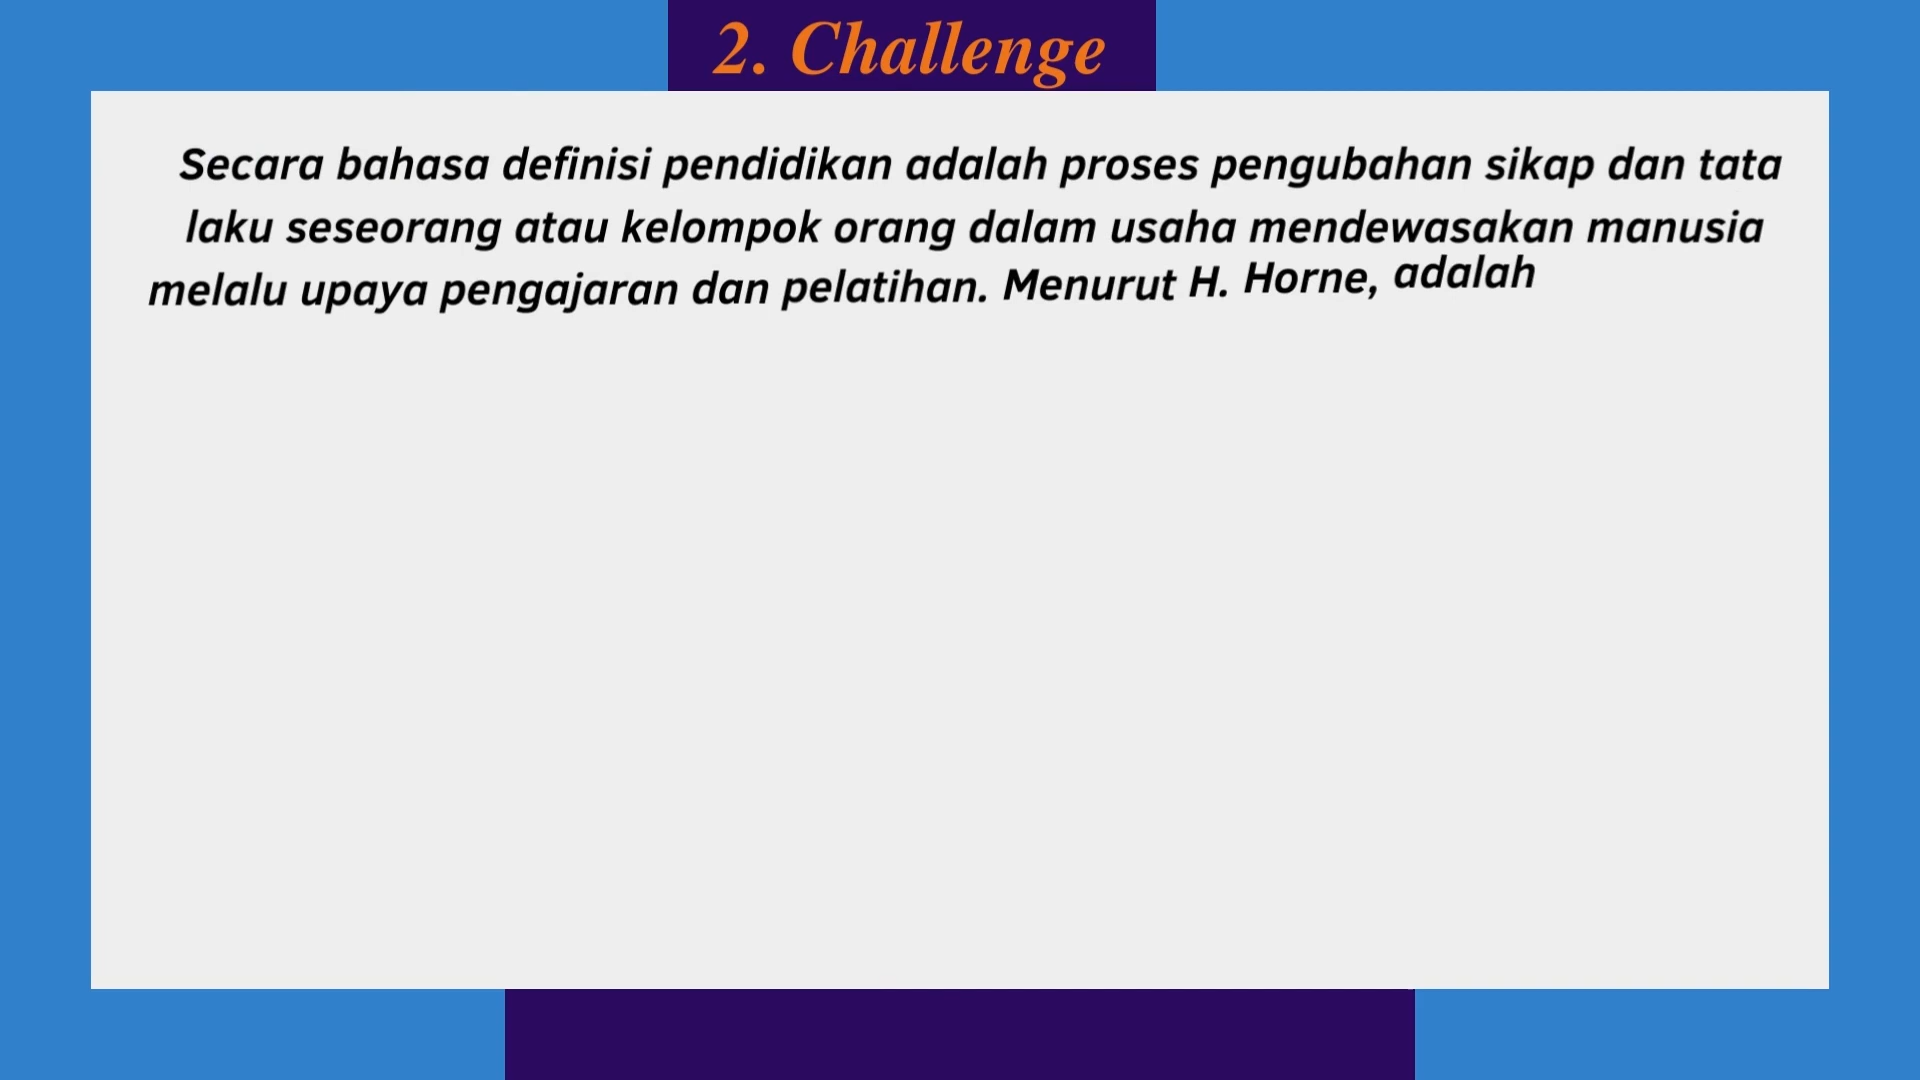 2. Challenge
Secara bahasa definisi pendidikan adalah proses pengubahan sikap dan tata
laku seseorang atau kelompok orang dalam usaha mendewasakan manusia
melalu upaya pengajaran dan pelatihan. Menurut H. Horne, adalah